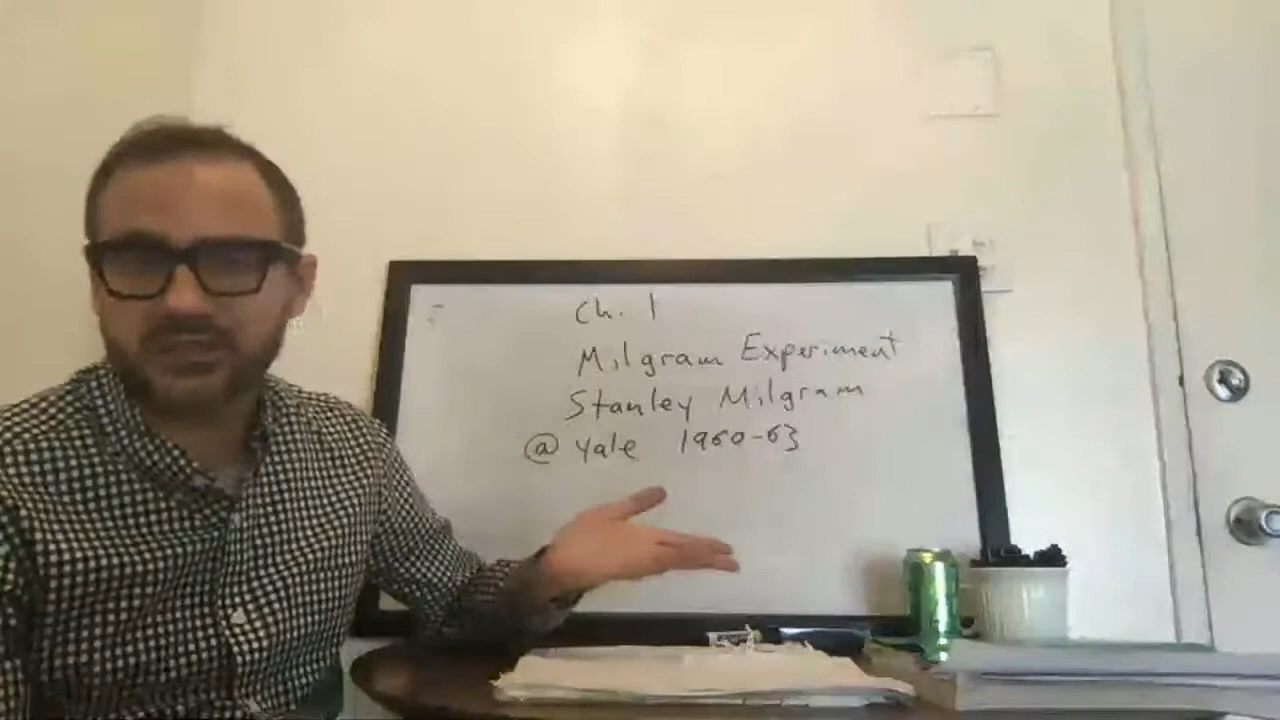 Ch. 1
Milgram Experiment
Stanley Milgram
@ Yale 1960-63